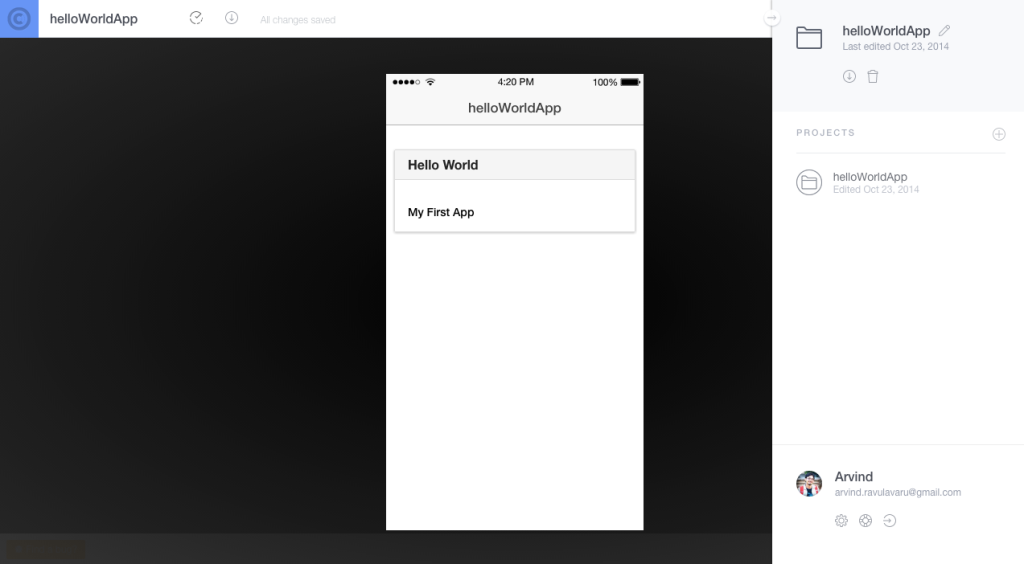 helloWorldApp
All changes saved
4:20 PM
100%
helloWorldApp
Hello World
My First App
helloWorldApp
Last edited Oct 23, 2014
PROJECTS
helloWorldApp
Edited Oct 23, 2014
Arvind
arvind.ravulavaru@gmail.com